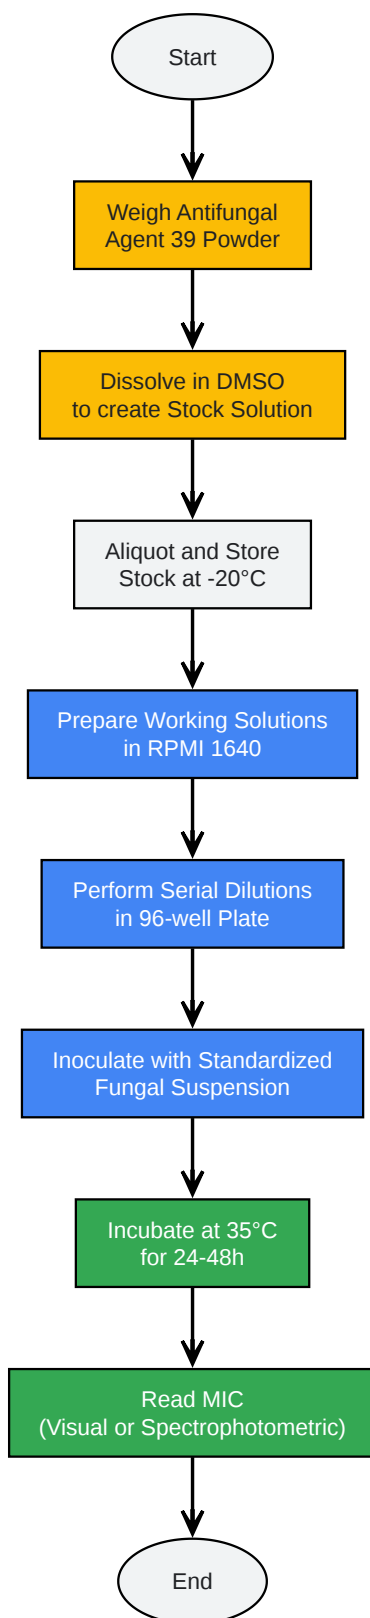 Start
Weigh Antifungal
Agent 39 Powder
Dissolve in DMSO
to create Stock Solution
Aliquot and Store
Stock at -20°C
Prepare Working Solutions
in RPMI 1640
Perform Serial Dilutions
in 96-well Plate
Inoculate with Standardized
Fungal Suspension
Incubate at 35°C
for 24-48h
Read MIC
(Visual or Spectrophotometric)
End